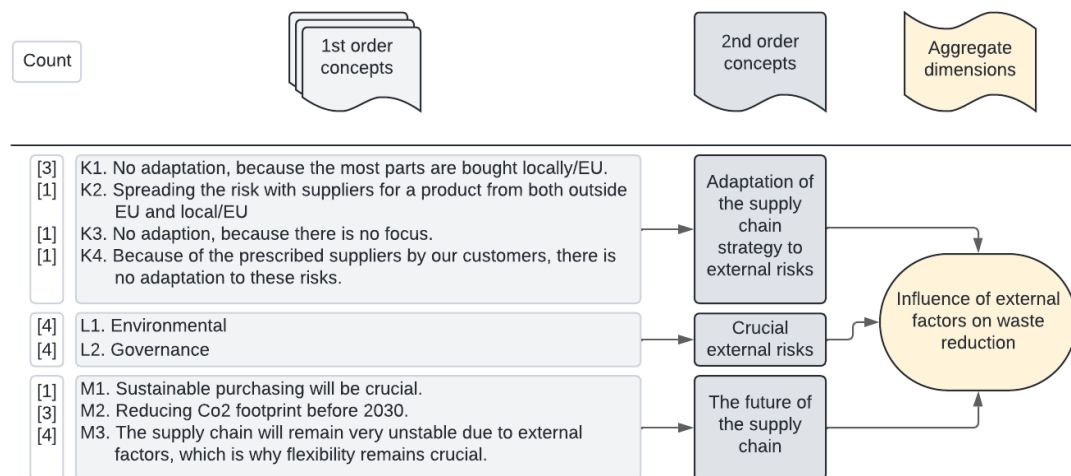 Count
1st order
concepts
2nd order
concepts
Aggregate
dimensions
[3]
[1]
[1]
[1]
K1. No adaptation, because the most parts are bought locally/EU.
K2. Spreading the risk with suppliers for a product from both outside
EU and local/EU
K3. No adaption, because there is no focus.
K4. Because of the prescribed suppliers by our customers, there is
no adaptation to these risks.
Adaptation of
the supply
chain
strategy to
external risks
[4]
[4]
L1. Environmental
L2. Governance
Crucial
external risks
Influence of external
factors on waste
reduction
[1]
[3]
[4]
M1. Sustainable purchasing will be crucial.
M2. Reducing Co2 footprint before 2030.
M3. The supply chain will remain very unstable due to external
factors, which is why flexibility remains crucial.
The future of
the supply
chain